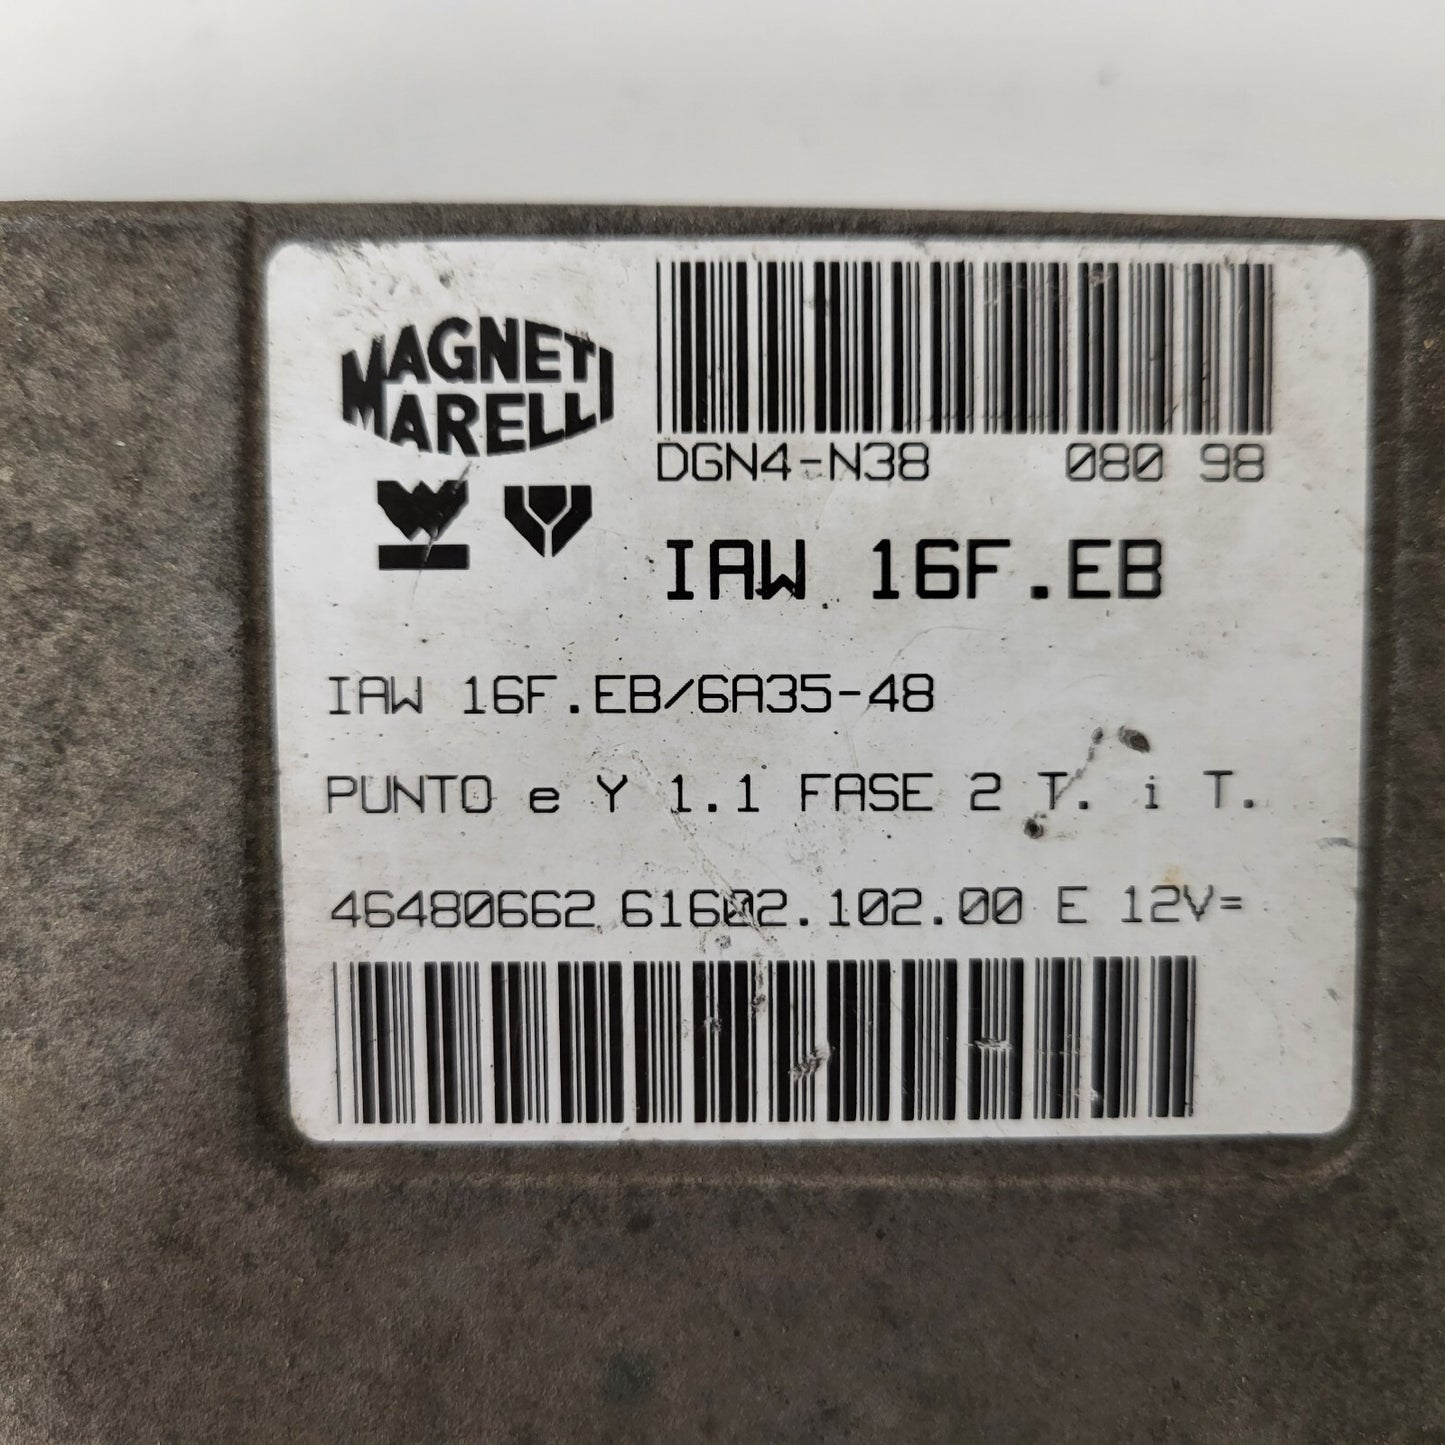 MAGNETI
MARELLI
DGN4-N38 080 98
IAW 16F.EB
IAW 16F.EB/6A35-48
PUNTO e Y 1.1 FASE 2 T. i T.
46480662 61602.102.00 E 12V=